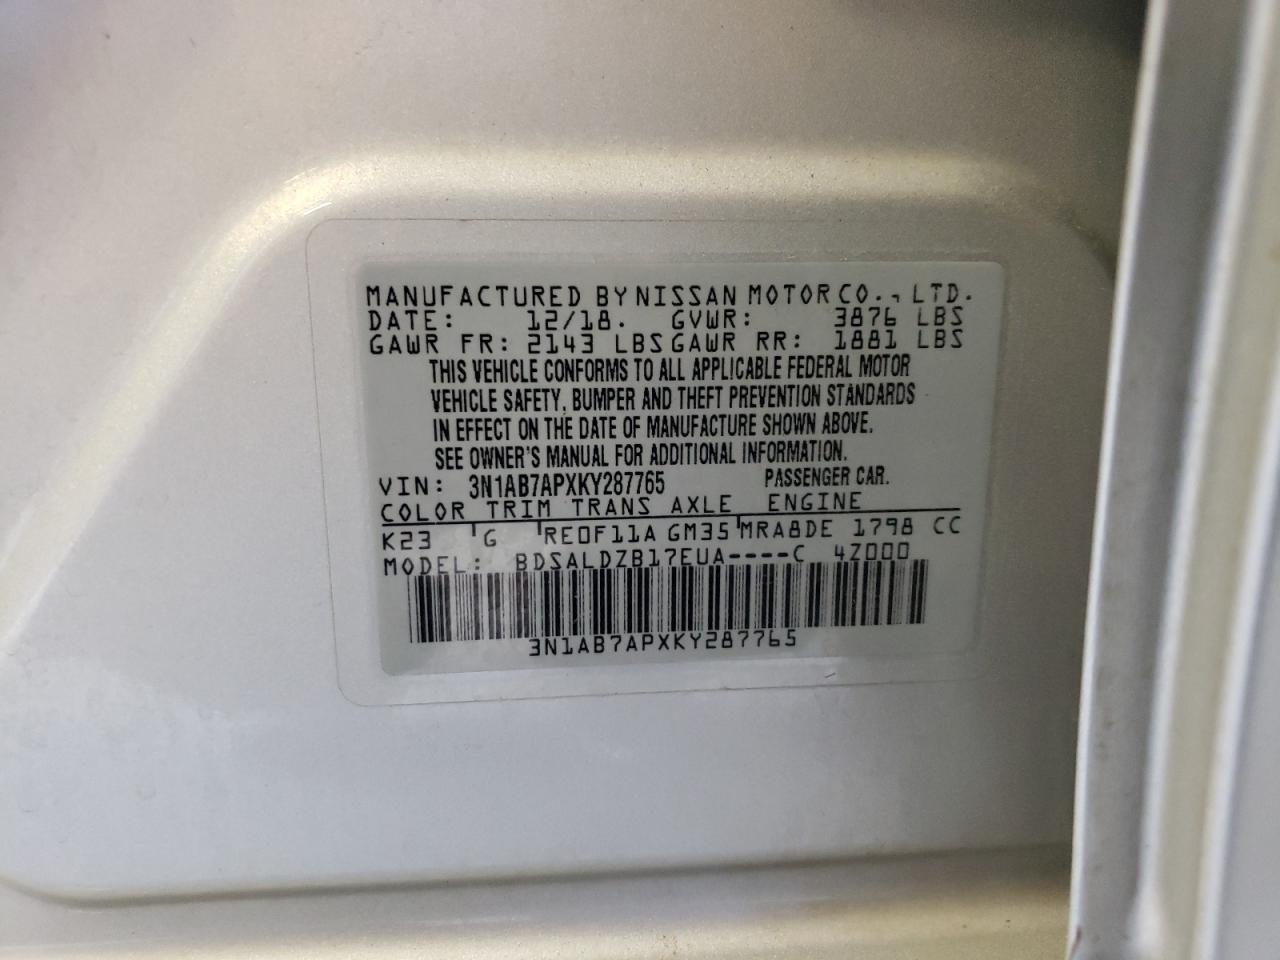 MANUFACTURED BY NISSAN MOTOR CO., LTD.
DATE: 12/18. GVWR: 3876 LBS
GAWR FR: 2143 LBS GAWR RR: 1881 LBS
THIS VEHICLE CONFORMS TO ALL APPLICABLE FEDERAL MOTOR
VEHICLE SAFETY, BUMPER AND THEFT PREVENTION STANDARDS
IN EFFECT ON THE DATE OF MANUFACTURE SHOWN ABOVE.
SEE OWNER'S MANUAL FOR ADDITIONAL INFORMATION.
VIN: 3N1AB7APXKY287765 PASSENGER CAR.
COLOR TRIM TRANS AXLE ENGINE
K23 G RE0F11A GM35 MRA8DE 1798 CC
MODEL: BDSALDZB17EUA----C 4Z000
3N1AB7APXKY287765